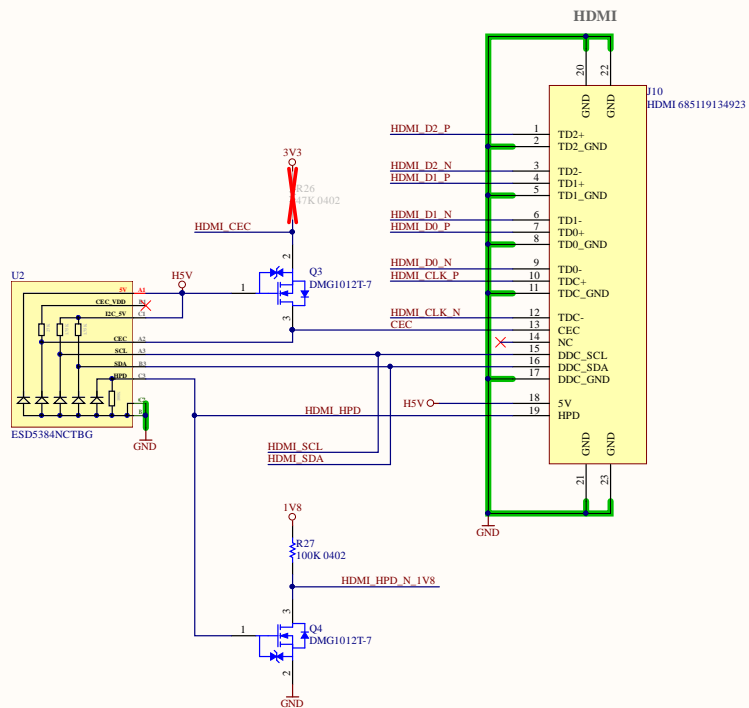 HDMI
20
22
GND
GND
J10
HDMI 685119134923
HDMI_D2_P 1 TD2+
2 TD2_GND
HDMI_D2_N 3 TD2-
HDMI_D1_P 4 TD1+
5 TD1_GND
HDMI_D1_N 6 TD1-
HDMI_D0_P 7 TD0+
8 TD0_GND
HDMI_D0_N 9 TD0-
HDMI_CLK_P 10 TDC+
11 TDC_GND
HDMI_CLK_N 12 TDC-
CEC 13 CEC
14 NC
15 DDC_SCL
16 DDC_SDA
17 DDC_GND
H5V 18 5V
HDMI_HPD 19 HPD
GND
GND
21
23
GND
3V3
R26
47K 0402
HDMI_CEC
2
Q3
DMG1012T-7
1
3
H5V
U2
5V A1
CEC_VDD
I2C_5V C1
CEC A2
SCL A3
SDA B3
HPD C3
ESD5384NCTBG
GND
HDMI_SCL
HDMI_SDA
1V8
R27
100K 0402
HDMI_HPD_N_1V8
3
Q4
DMG1012T-7
1
2
GND